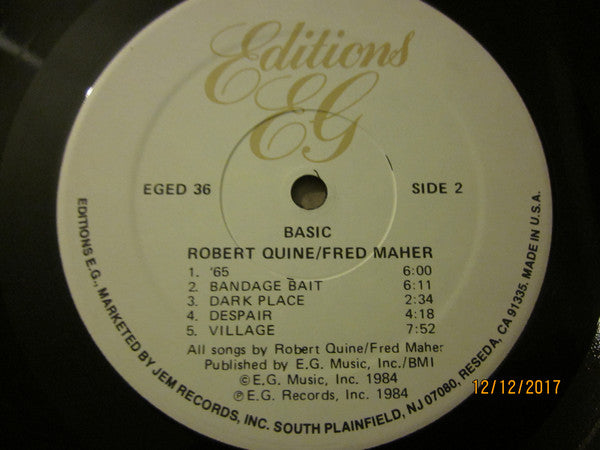 Editions
EG
EGED 36
SIDE 2
BASIC
ROBERT QUINE/FRED MAHER
1. '65 6:00
2. BANDAGE BAIT 6:11
3. DARK PLACE 2:34
4. DESPAIR 4:18
5. VILLAGE 7:52
All songs by Robert Quine/Fred Maher
Published by E.G. Music, Inc./BMI
© E.G. Music, Inc. 1984
℗ E.G. Records, Inc. 1984
EDITIONS E.G., MARKETED BY JEM RECORDS, INC. SOUTH PLAINFIELD, NJ 07080, RESEDA, CA 91335, MADE IN U.S.A.
12/12/2017